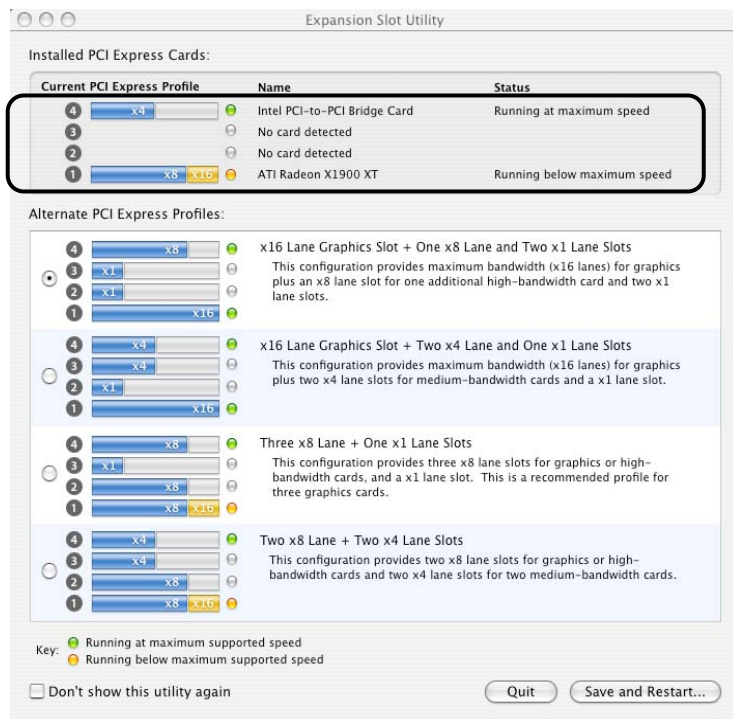 Expansion Slot Utility
Installed PCI Express Cards:
Current PCI Express Profile Name Status
4 x4 Intel PCI-to-PCI Bridge Card Running at maximum speed
3 No card detected
2 No card detected
1 x8 x16 ATI Radeon X1900 XT Running below maximum speed
Alternate PCI Express Profiles:
4 x8 x16 Lane Graphics Slot + One x8 Lane and Two x1 Lane Slots
3 x1 This configuration provides maximum bandwidth (x16 lanes) for graphics
2 x1 plus an x8 lane slot for one additional high-bandwidth card and two x1
1 x16 lane slots.
4 x4 x16 Lane Graphics Slot + Two x4 Lane and One x1 Lane Slots
3 x4 This configuration provides maximum bandwidth (x16 lanes) for graphics
2 x1 plus two x4 lane slots for medium-bandwidth cards and a x1 lane slot.
1 x16
4 x8 Three x8 Lane + One x1 Lane Slots
3 x1 This configuration provides three x8 lane slots for graphics or high-
2 x8 bandwidth cards, and a x1 lane slot. This is a recommended profile for
1 x8 x16 three graphics cards.
4 x4 Two x8 Lane + Two x4 Lane Slots
3 x4 This configuration provides two x8 lane slots for graphics or high-
2 x8 bandwidth cards and two x4 lane slots for two medium-bandwidth cards.
1 x8 x16
Key: Running at maximum supported speed
Running below maximum supported speed
Don't show this utility again Quit Save and Restart...